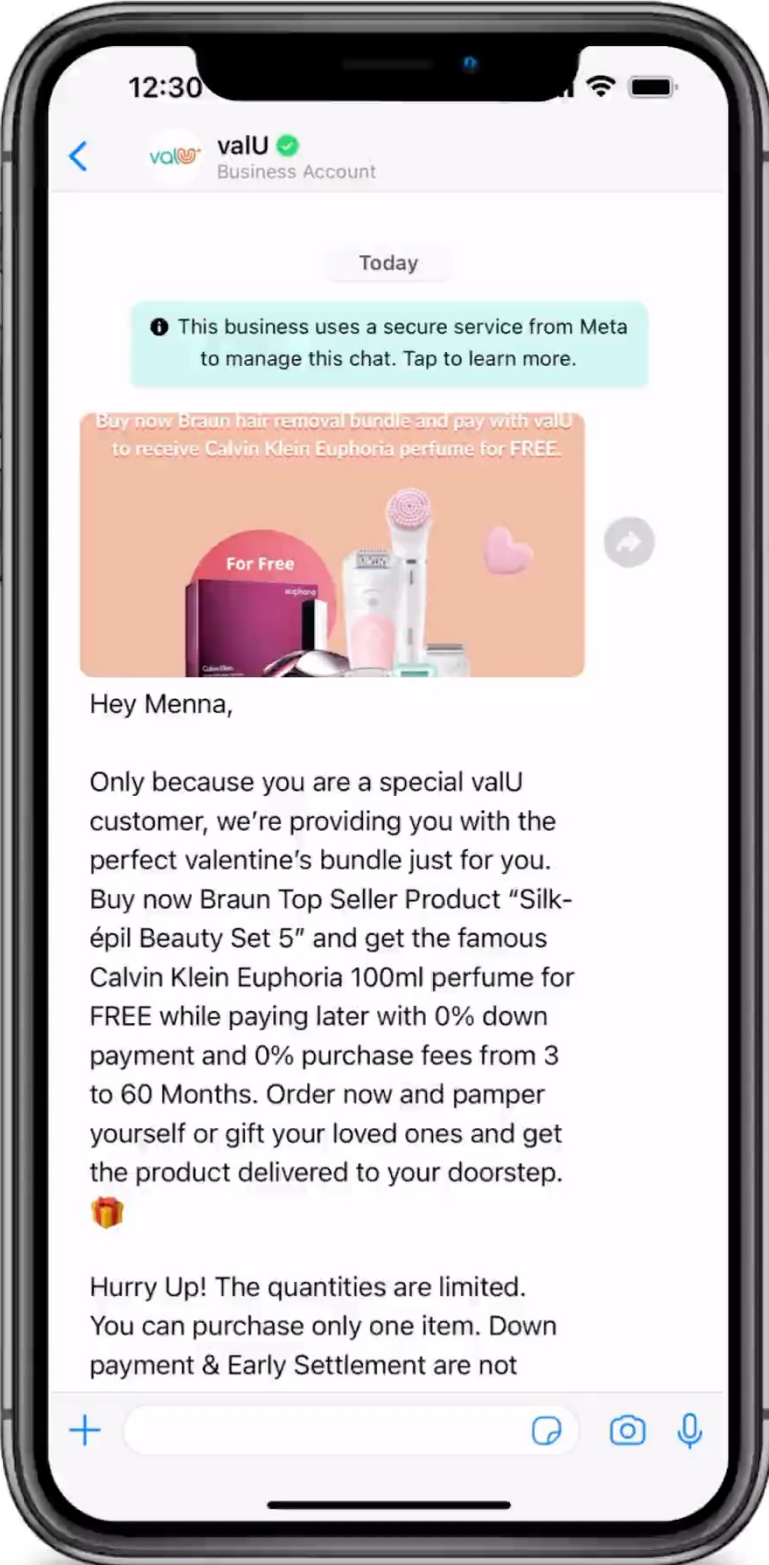 12:30
valU
valU
Business Account
Today
This business uses a secure service from Meta
to manage this chat. Tap to learn more.
Buy now Braun hair removal bundle and pay with valU
to receive Calvin Klein Euphoria perfume for FREE.
For Free
euphoria
Calvin Klein
Hey Menna,
Only because you are a special valU
customer, we’re providing you with the
perfect valentine’s bundle just for you.
Buy now Braun Top Seller Product “Silk-
épil Beauty Set 5” and get the famous
Calvin Klein Euphoria 100ml perfume for
FREE while paying later with 0% down
payment and 0% purchase fees from 3
to 60 Months. Order now and pamper
yourself or gift your loved ones and get
the product delivered to your doorstep.
🎁
Hurry Up! The quantities are limited.
You can purchase only one item. Down
payment & Early Settlement are not